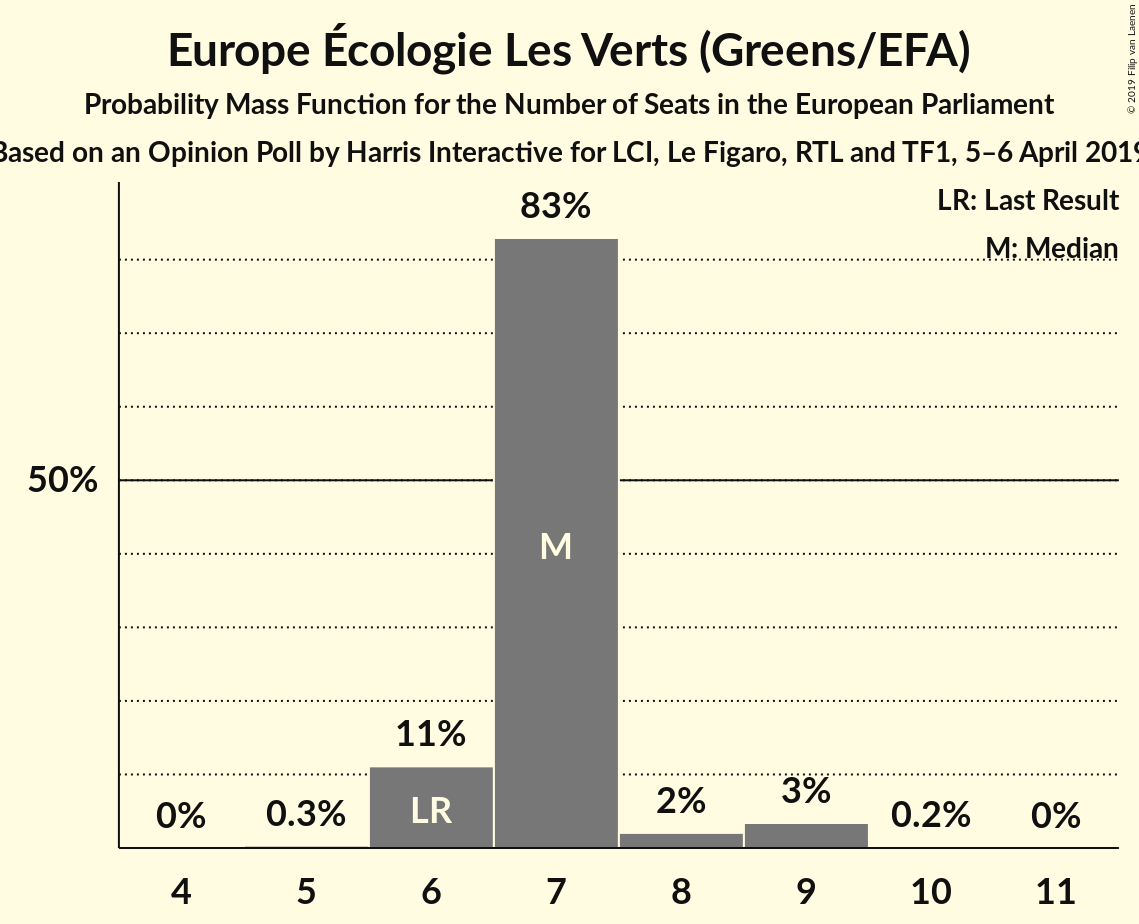 Europe Écologie Les Verts (Greens/EFA)
Probability Mass Function for the Number of Seats in the European Parliament
Based on an Opinion Poll by Harris Interactive for LCI, Le Figaro, RTL and TF1, 5–6 April 2019
© 2019 Filip van Laenen
LR: Last Result
M: Median
83%
50%
M
11%
LR
0%
0.3%
2%
3%
0.2%
0%
4 5 6 7 8 9 10 11